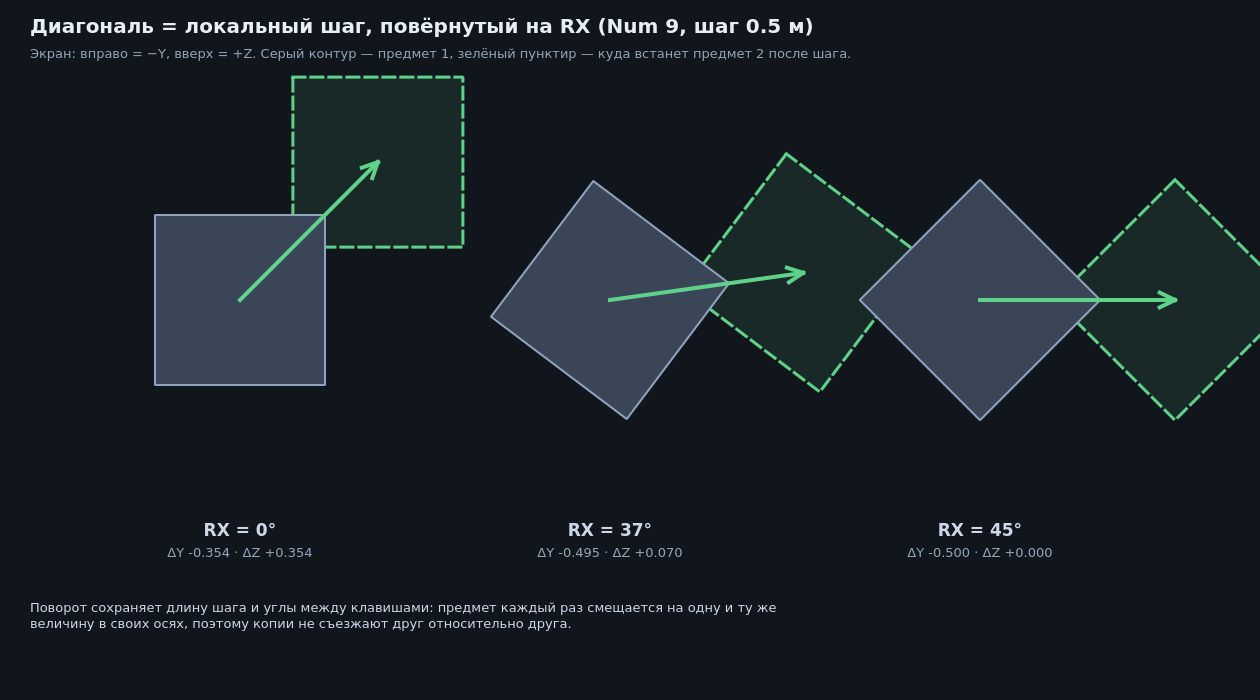 Диагональ = локальный шаг, повёрнутый на RX (Num 9, шаг 0.5 м)
Экран: вправо = −Y, вверх = +Z. Серый контур — предмет 1, зелёный пунктир — куда встанет предмет 2 после шага.
RX = 0°
ΔY -0.354 · ΔZ +0.354
RX = 37°
ΔY -0.495 · ΔZ +0.070
RX = 45°
ΔY -0.500 · ΔZ +0.000
Поворот сохраняет длину шага и углы между клавишами: предмет каждый раз смещается на одну и ту же
величину в своих осях, поэтому копии не съезжают друг относительно друга.